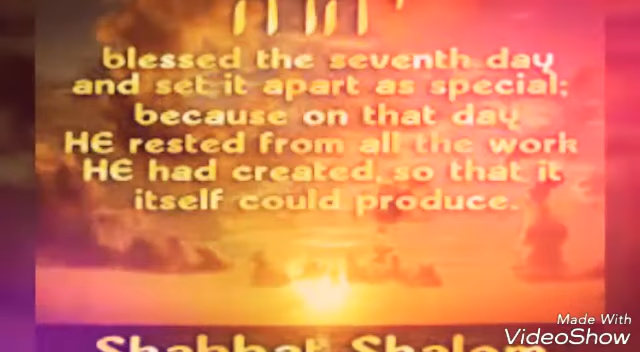 blessed the seventh day
and set it apart as special;
because on that day
HE rested from all the work
HE had created, so that it
itself could produce.
Shabbat Shalom
Made With
VideoShow